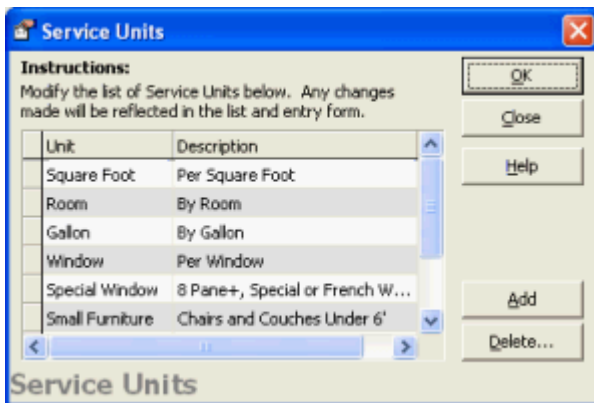 Service Units
Instructions:
Modify the list of Service Units below. Any changes
made will be reflected in the list and entry form.
OK
Close
Help
Unit Description
Square Foot Per Square Foot
Room By Room
Gallon By Gallon
Window Per Window
Special Window 8 Pane+, Special or French W...
Small Furniture Chairs and Couches Under 6'
Add
Delete...
Service Units